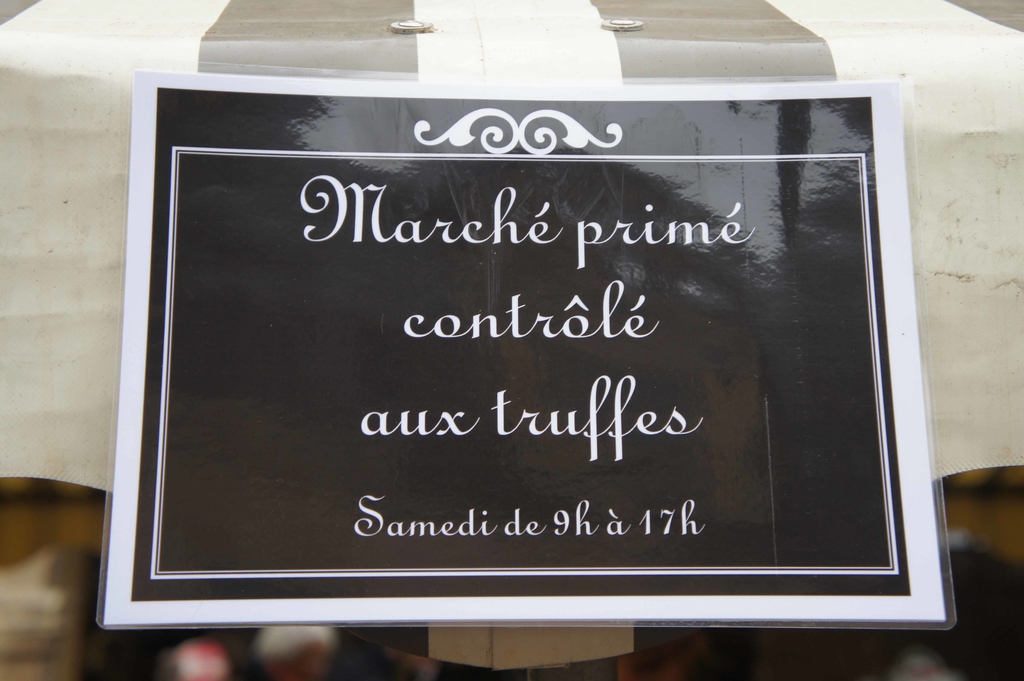 Marché primé
contrôlé
aux truffes
Samedi de 9h à 17h